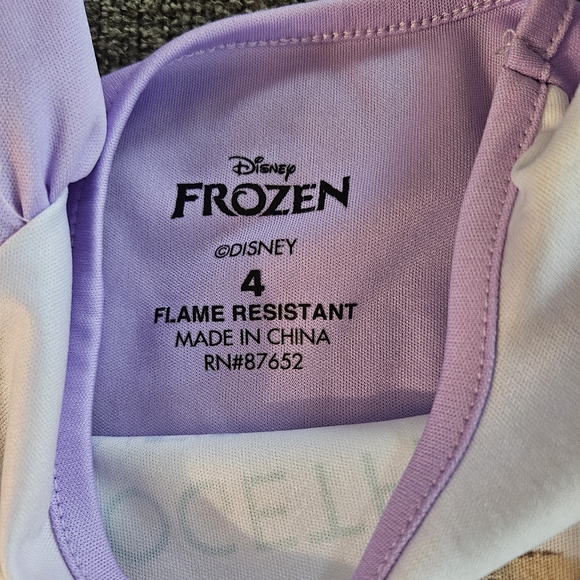 Disney
FROZEN
©DISNEY
4
FLAME RESISTANT
MADE IN CHINA
RN#87652